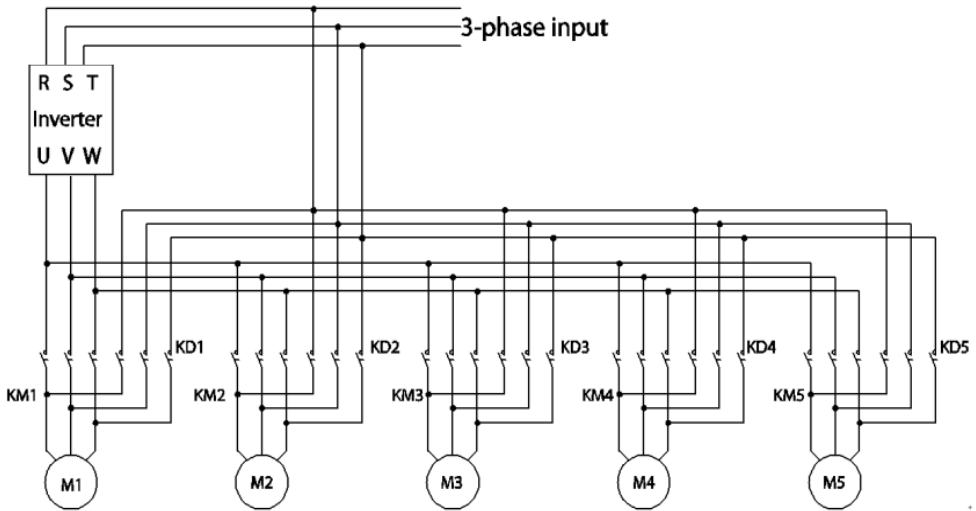 3-phase input
R S T
Inverter
U V W
KD1
KD2
KD3
KD4
KD5
KM1
KM2
KM3
KM4
KM5
M1
M2
M3
M4
M5